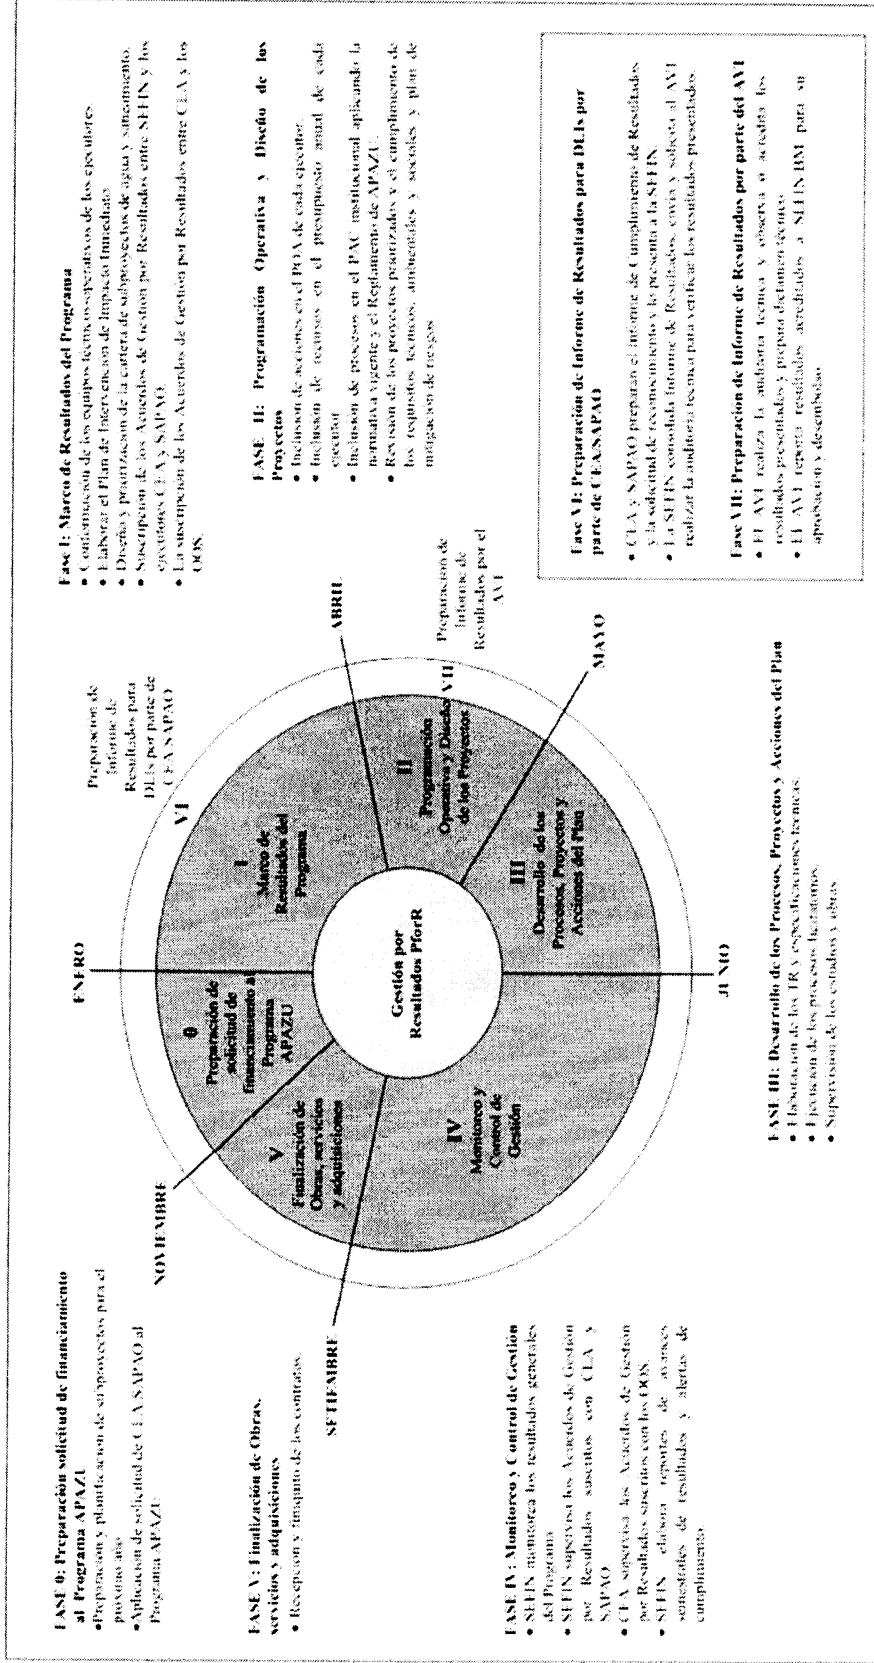 FASE 0: Preparación solicitud de financiamiento
al Programa APAZU
•Preparación y planificación de subproyectos para el
próximo año
•Aplicación de solicitud de CEA/SAPAO al
Programa APAZU
FASE V: Finalización de Obras,
servicios y adquisiciones
• Recepción y finiquito de los contratos.
FASE IV: Monitoreo y Control de Gestión
• SEFIN monitorea los resultados generales
del Programa
• SEFIN supervisa los Acuerdos de Gestión
por Resultados suscritos con CEA y
SAPAO.
• CEA supervisa los Acuerdos de Gestión
por Resultados suscritos con los OOS.
• SEFIN elabora reportes de avances
semestrales de resultados y alertas de
cumplimiento.
ENERO
NOVIEMBRE
SETIEMBRE
ABRIL
MAYO
JUNIO
0
Preparación de
solicitud de
financiamiento al
Programa
APAZU
V
Finalización de
Obras, servicios
y adquisiciones
IV
Monitoreo y
Control de
Gestión
Gestión por
Resultados PforR
I
Marco de
Resultados del
Programa
II
Programación
Operativa y Diseño
de los Proyectos
III
Desarrollo de los
Procesos, Proyectos y
Acciones del Plan
VI
Preparación de
Informe de
Resultados para
DLIs por parte de
CEA/SAPAO
VII
Preparación de
Informe de
Resultados por el
AVI
FASE III: Desarrollo de los Procesos, Proyectos y Acciones del Plan
• Elaboración de los TR y especificaciones técnicas.
• Ejecución de los procesos licitatorios.
• Supervisión de los estudios y obras
Fase I: Marco de Resultados del Programa
• Conformación de los equipos técnicos-operativos de los ejecutores
• Elaborar el Plan de Intervención de Impacto Inmediato
• Diseño y priorización de la cartera de subproyectos de agua y saneamiento.
• Suscripción de los Acuerdos de Gestión por Resultados entre SEFIN y los
ejecutores CEA y SAPAO.
• La suscripción de los Acuerdos de Gestión por Resultados entre CEA y los
OOS.
FASE II: Programación Operativa y Diseño de los
Proyectos
• Inclusión de acciones en el POA de cada ejecutor.
• Inclusión de recursos en el presupuesto anual de cada
ejecutor
• Inclusión de procesos en el PAC institucional aplicando la
normativa vigente y el Reglamento de APAZU.
• Revisión de los proyectos priorizados y el cumplimiento de
los requisitos técnicos, ambientales y sociales y plan de
mitigación de riesgos
Fase VI: Preparación de Informe de Resultados para DLIs por
parte de CEA/SAPAO
• CEA y SAPAO preparan el Informe de Cumplimiento de Resultados
y la solicitud de reconocimiento y lo presenta a la SEFIN.
• La SEFIN consolida Informe de Resultados, envía y solicita al AVI
realizar la auditoría técnica para verificar los resultados presentados.
Fase VII: Preparación de Informe de Resultados por parte del AVI
• El AVI realiza la auditoría técnica y observa o acredita los
resultados presentados y prepara dictamen técnico
• El AVI reporta resultados acreditados a SEFIN/BM para su
aprobación y desembolso.